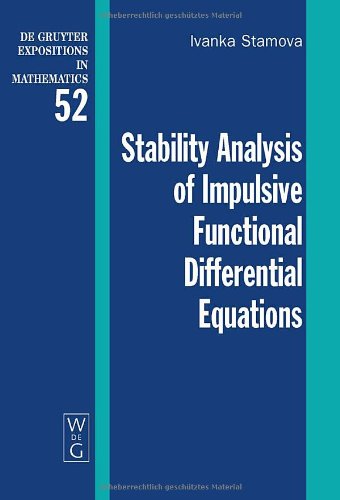 Geschütztes / Urheberrechtlich geschütztes Material
DE GRUYTER
EXPOSITIONS
IN
MATHEMATICS
52
Ivanka Stamova
Stability Analysis
of Impulsive
Functional
Differential
Equations
W
DE
G
Urheberrechtlich geschütztes Material